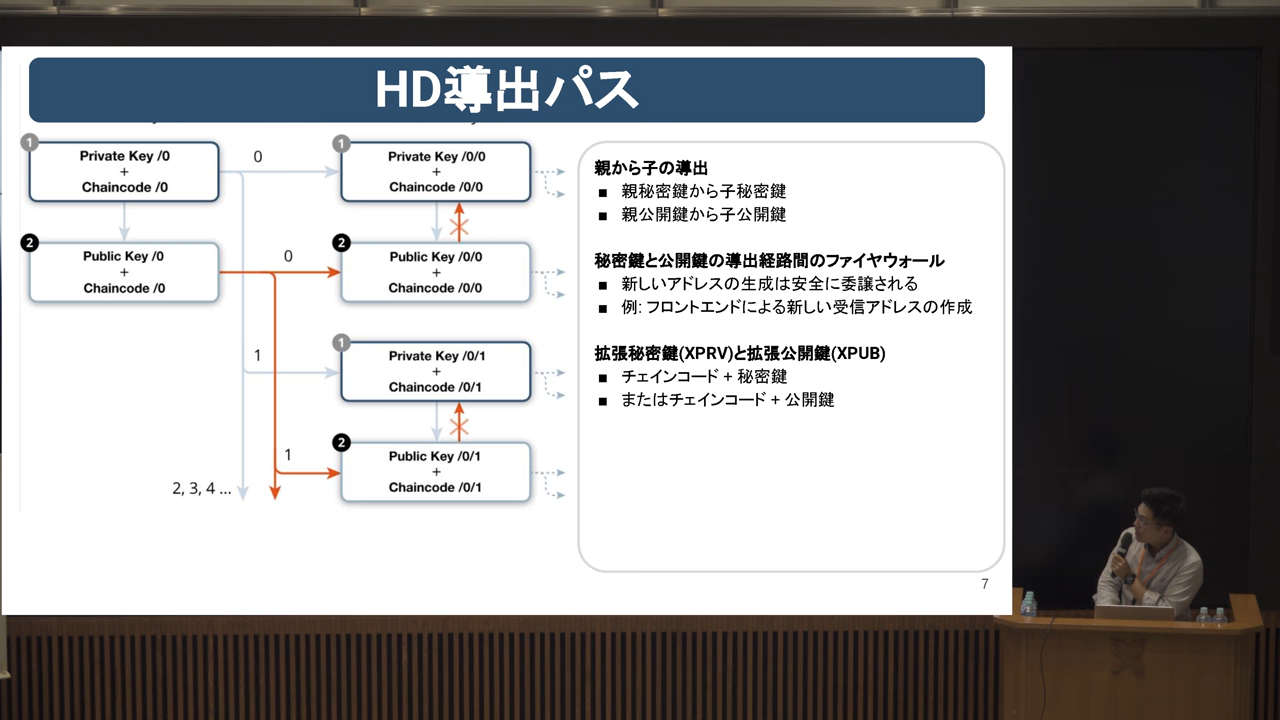 HD導出パス
1
Private Key /0
+
Chaincode /0
0
1
Private Key /0/0
+
Chaincode /0/0
2
Public Key /0
+
Chaincode /0
0
2
Public Key /0/0
+
Chaincode /0/0
1
1
Private Key /0/1
+
Chaincode /0/1
1
2
Public Key /0/1
+
Chaincode /0/1
2, 3, 4 ...
親から子の導出
■ 親秘密鍵から子秘密鍵
■ 親公開鍵から子公開鍵
秘密鍵と公開鍵の導出経路間のファイヤウォール
■ 新しいアドレスの生成は安全に委譲される
■ 例: フロントエンドによる新しい受信アドレスの作成
拡張秘密鍵(XPRV)と拡張公開鍵(XPUB)
■ チェインコード + 秘密鍵
■ またはチェインコード + 公開鍵
7